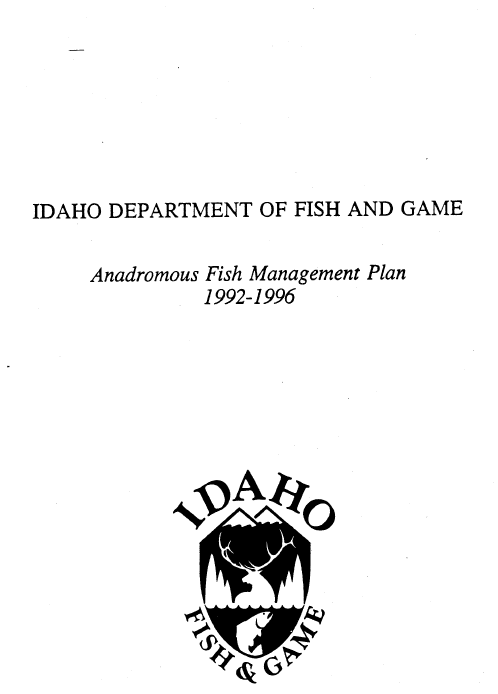 IDAHO DEPARTMENT OF FISH AND GAME
Anadromous Fish Management Plan
1992-1996
IDAHO
FISH & GAME